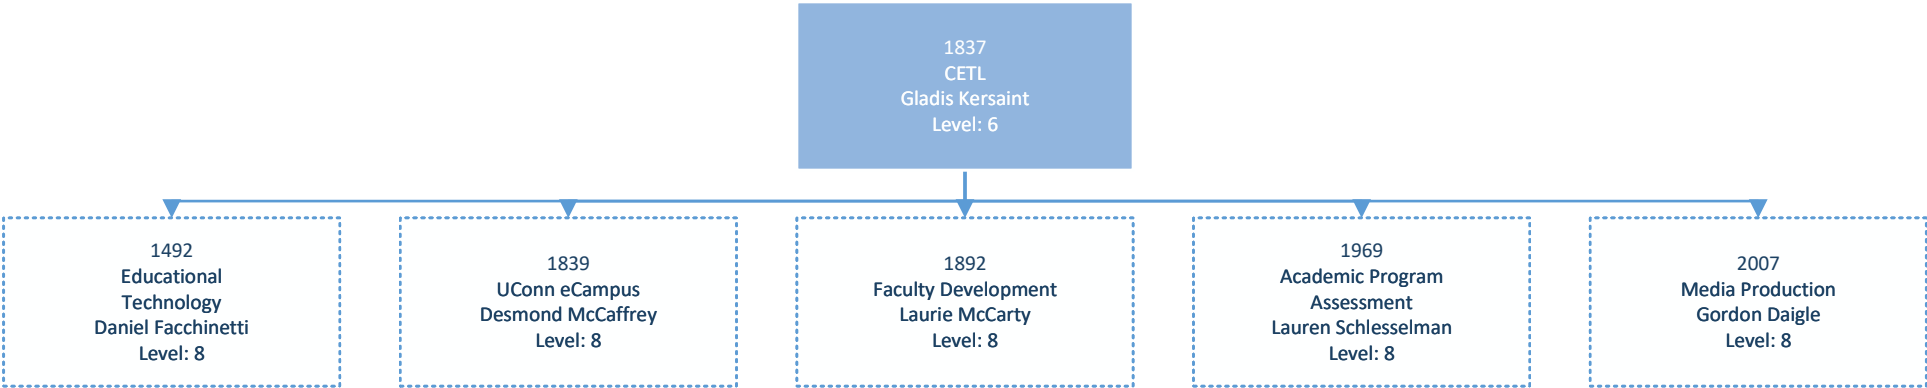 1837
CETL
Gladis Kersaint
Level: 6
1492
Educational
Technology
Daniel Facchinetti
Level: 8
1839
UConn eCampus
Desmond McCaffrey
Level: 8
1892
Faculty Development
Laurie McCarty
Level: 8
1969
Academic Program
Assessment
Lauren Schlesselman
Level: 8
2007
Media Production
Gordon Daigle
Level: 8